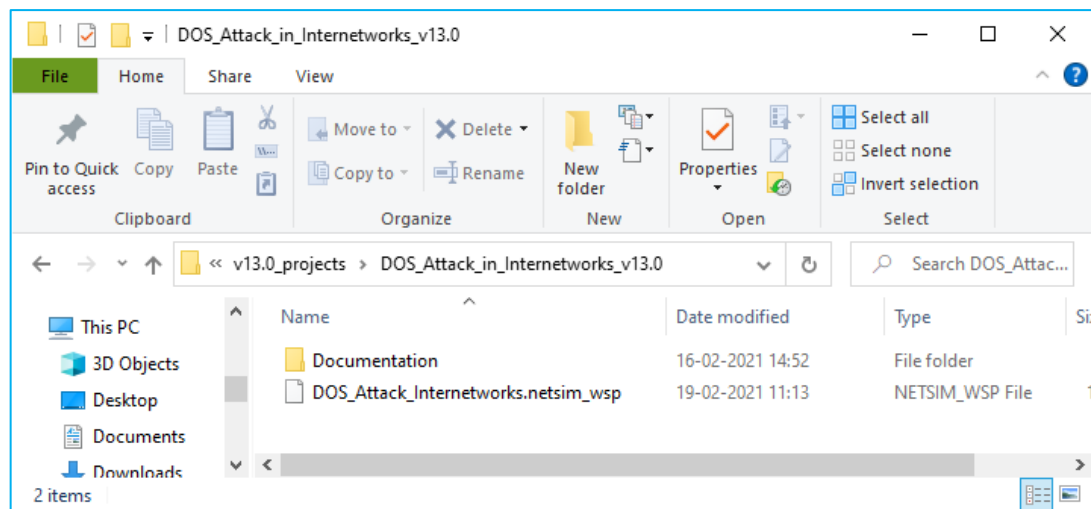 DOS_Attack_in_Internetworks_v13.0
File Home Share View
Pin to Quick access
Copy
Paste
Move to
Copy to
Delete
Rename
New folder
Properties
Select all
Select none
Invert selection
Clipboard Organize New Open Select
« v13.0_projects > DOS_Attack_in_Internetworks_v13.0
Search DOS_Attac...
This PC
3D Objects
Desktop
Documents
Downloads
Name Date modified Type
Documentation 16-02-2021 14:52 File folder
DOS_Attack_Internetworks.netsim_wsp 19-02-2021 11:13 NETSIM_WSP File
2 items